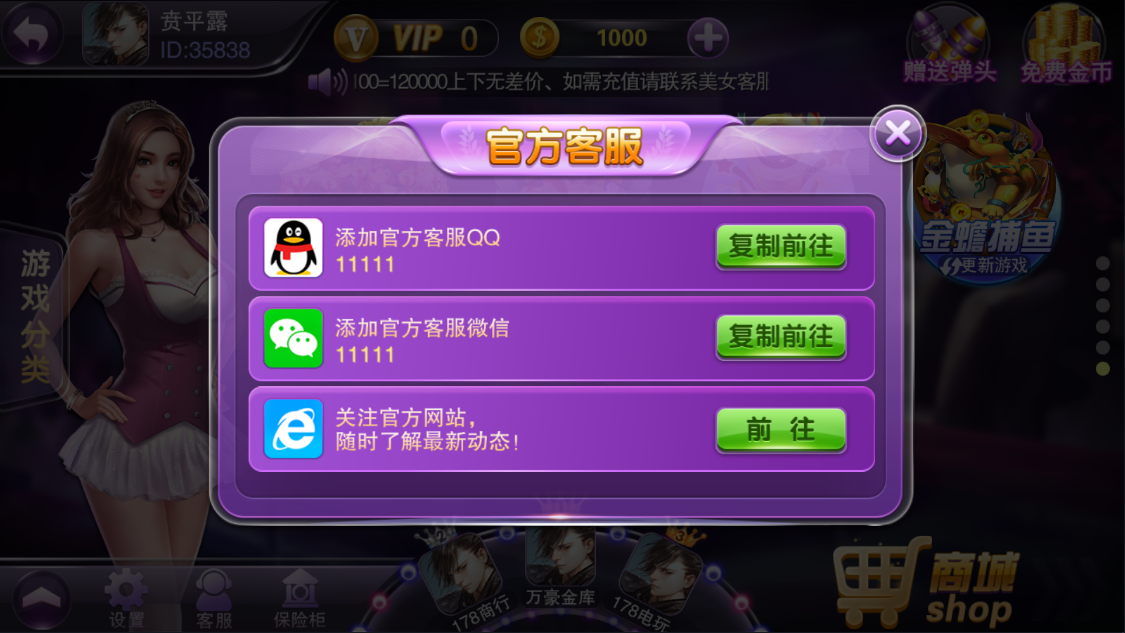 贲平露
ID:35838
V VIP 0
$ 1000
赠送弹头
免费金币
00=120000上下无差价、如需充值请联系美女客服
官方客服
添加官方客服QQ
11111
复制前往
添加官方客服微信
11111
复制前往
关注官方网站，
随时了解最新动态！
前 往
游戏分类
金蟾捕鱼
更新游戏
设置
客服
保险柜
2
3
178商行
万豪金库
178电玩
商城
shop